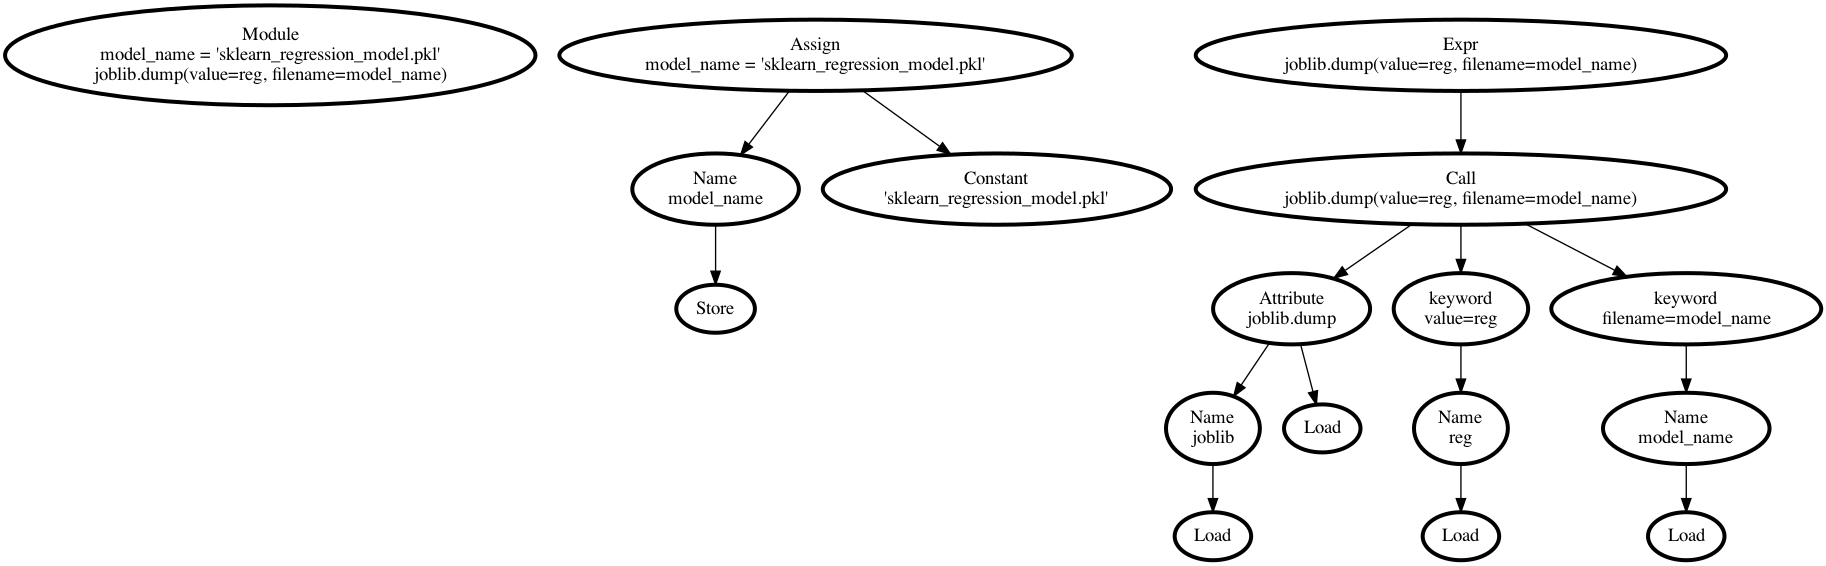 Module
model_name = 'sklearn_regression_model.pkl'
joblib.dump(value=reg, filename=model_name)
Assign
model_name = 'sklearn_regression_model.pkl'
Expr
joblib.dump(value=reg, filename=model_name)
Name
model_name
Constant
'sklearn_regression_model.pkl'
Call
joblib.dump(value=reg, filename=model_name)
Store
Attribute
joblib.dump
keyword
value=reg
keyword
filename=model_name
Name
joblib
Load
Name
reg
Name
model_name
Load
Load
Load